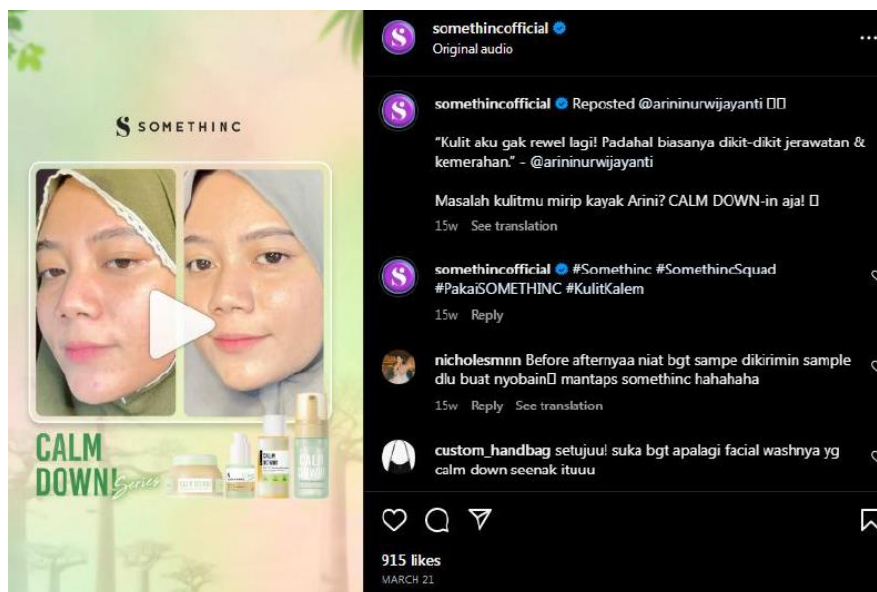 SOMETHINC
CALM
DOWN!
Series
CALM
DOWN!
somethincofficial
Original audio
somethincofficial Reposted @arininurwijayanti
“Kulit aku gak rewel lagi! Padahal biasanya dikit-dikit jerawatan &
kemerahan.” - @arininurwijayanti
Masalah kulitmu mirip kayak Arini? CALM DOWN-in aja!
15w See translation
somethincofficial #Somethinc #SomethincSquad
#PakaiSOMETHINC #KulitKalem
15w Reply
nicholesmnn Before afternyaa niat bgt sampe dikirimin sample
dlu buat nyobain mantaps somethinc hahahaha
15w Reply See translation
custom_handbag setujuu! suka bgt apalagi facial washnya yg
calm down seenak ituuu
915 likes
MARCH 21